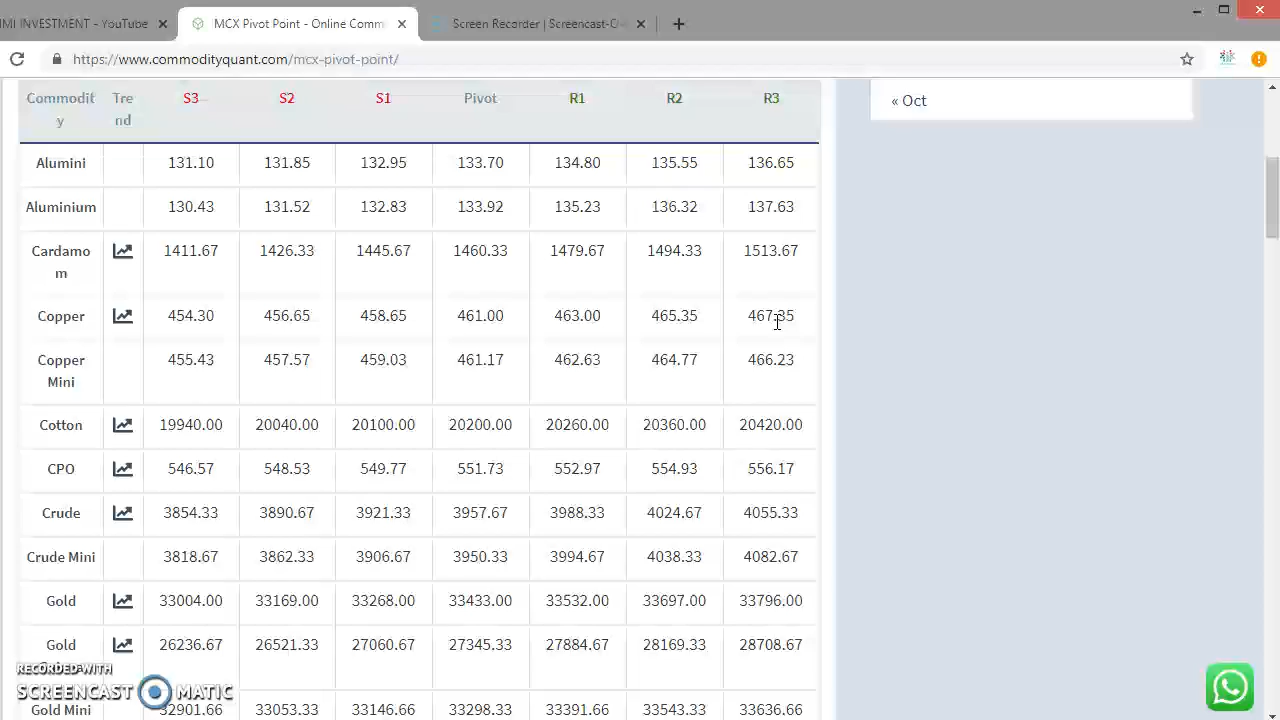 MI INVESTMENT - YouTube
MCX Pivot Point - Online Comm
Screen Recorder | Screencast-O
https://www.commodityquant.com/mcx-pivot-point/
Commodit Tre S3 S2 S1 Pivot R1 R2 R3
y nd
« Oct
Alumini 131.10 131.85 132.95 133.70 134.80 135.55 136.65
Aluminium 130.43 131.52 132.83 133.92 135.23 136.32 137.63
Cardamo 1411.67 1426.33 1445.67 1460.33 1479.67 1494.33 1513.67
m
Copper 454.30 456.65 458.65 461.00 463.00 465.35 467.35
Copper 455.43 457.57 459.03 461.17 462.63 464.77 466.23
Mini
Cotton 19940.00 20040.00 20100.00 20200.00 20260.00 20360.00 20420.00
CPO 546.57 548.53 549.77 551.73 552.97 554.93 556.17
Crude 3854.33 3890.67 3921.33 3957.67 3988.33 4024.67 4055.33
Crude Mini 3818.67 3862.33 3906.67 3950.33 3994.67 4038.33 4082.67
Gold 33004.00 33169.00 33268.00 33433.00 33532.00 33697.00 33796.00
Gold 26236.67 26521.33 27060.67 27345.33 27884.67 28169.33 28708.67
RECORDED WITH
SCREENCAST MATIC
Gold Mini 32901.66 33053.33 33146.66 33298.33 33391.66 33543.33 33636.66